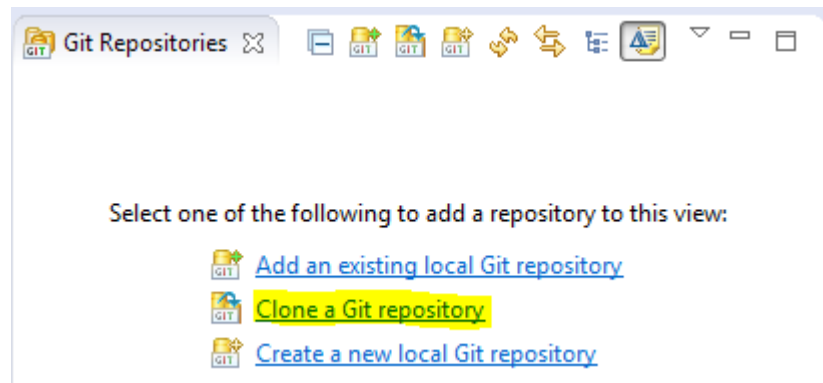 Git Repositories
Select one of the following to add a repository to this view:
Add an existing local Git repository
Clone a Git repository
Create a new local Git repository